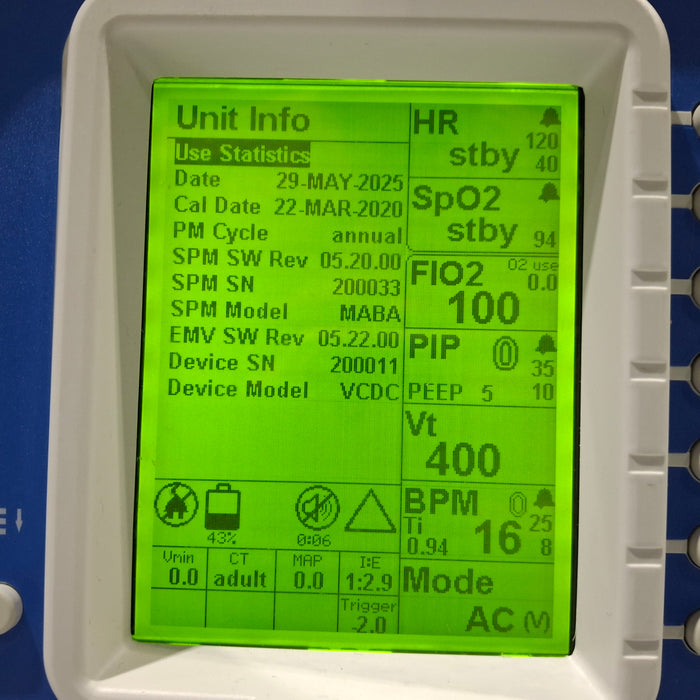 Unit Info
Use Statistics
Date 29-MAY-2025
Cal Date 22-MAR-2020
PM Cycle annual
SPM SW Rev 05.20.00
SPM SN 200033
SPM Model MABA
EMV SW Rev 05.22.00
Device SN 200011
Device Model VCDC
43%
0:06
Vmin
0.0
CT
adult
MAP
0.0
I:E
1:2.9
Trigger
-2.0
HR
120
stby 40
SpO2
stby 94
FIO2 O2 use
0.0
100
PIP 0
35
PEEP 5 10
Vt
400
BPM 0
Ti 16 25
0.94 8
Mode
AC (V)
E